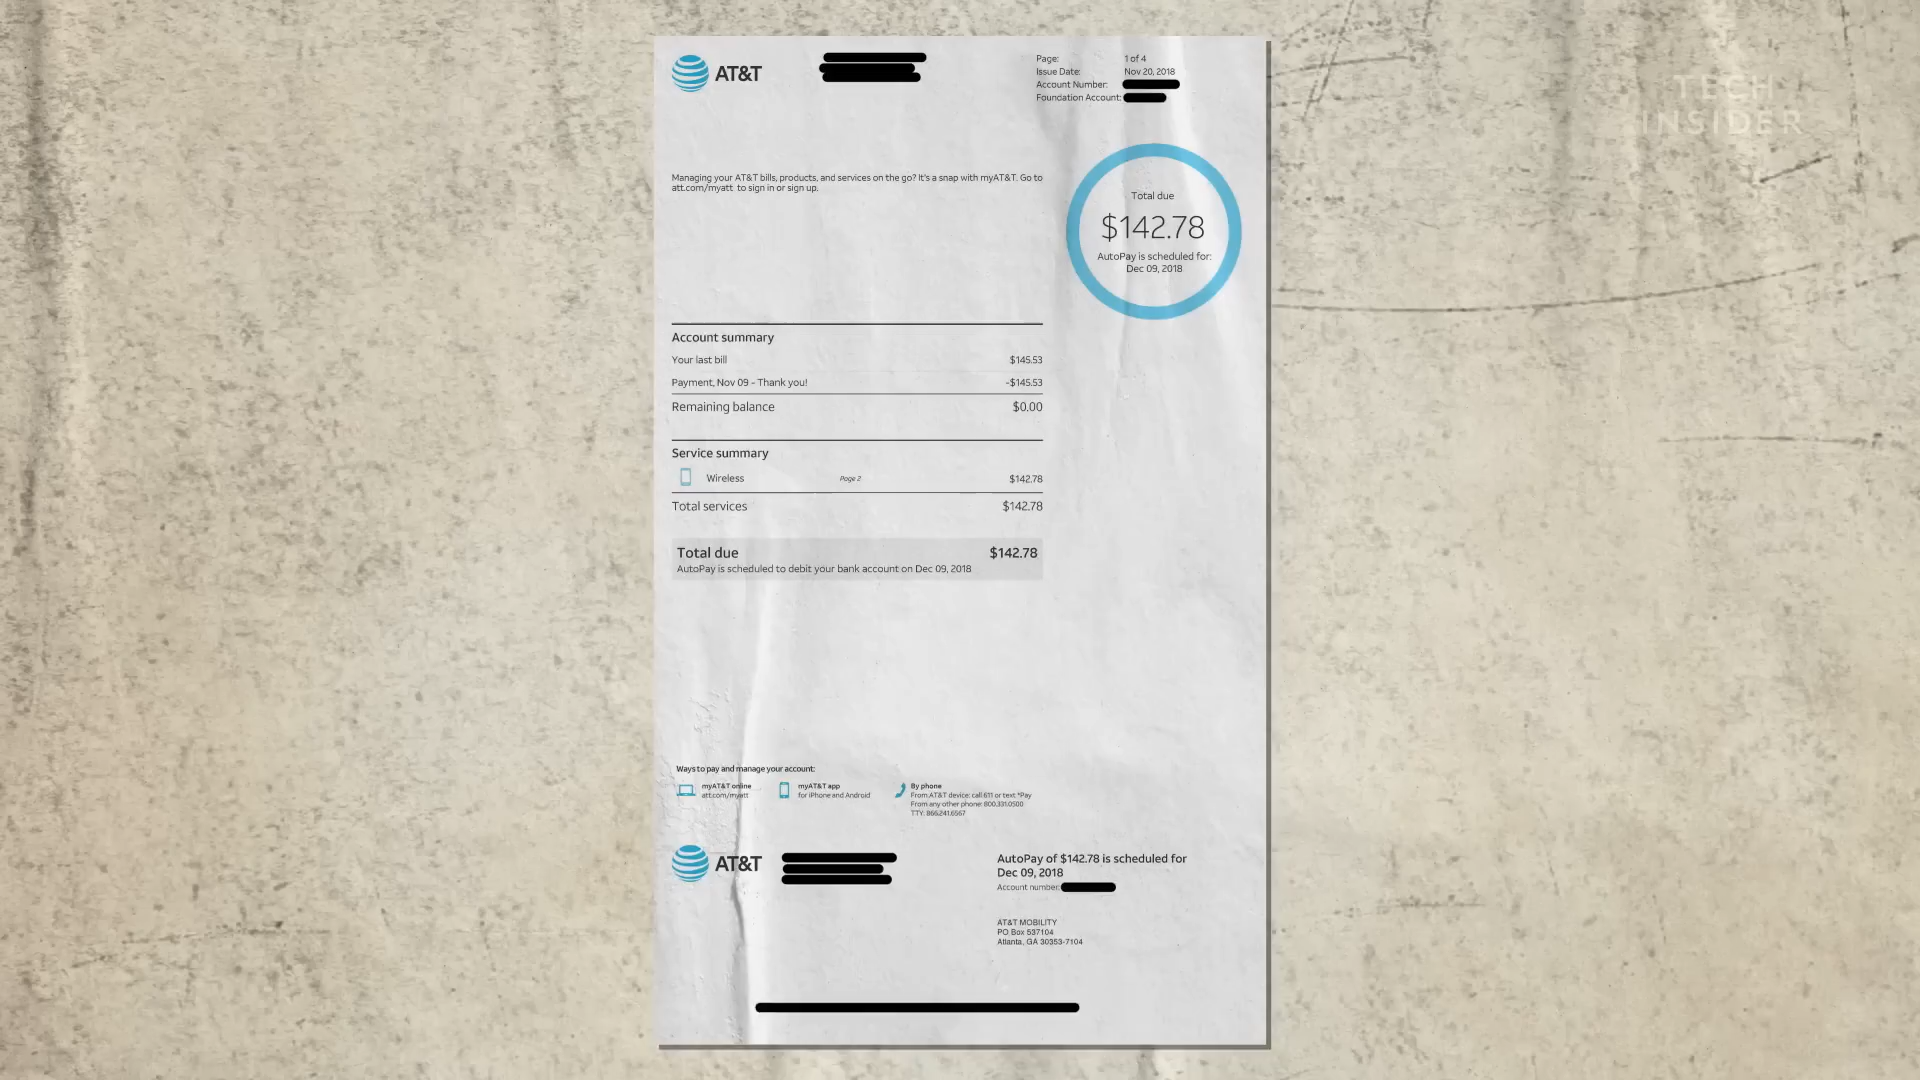 AT&T
Page: 1 of 4
Issue Date: Nov 20, 2018
Account Number:
Foundation Account:
TECH
INSIDER
Managing your AT&T bills, products, and services on the go? It's a snap with myAT&T. Go to
att.com/myatt to sign in or sign up.
Total due
$142.78
AutoPay is scheduled for:
Dec 09, 2018
Account summary
Your last bill $145.53
Payment, Nov 09 - Thank you! -$145.53
Remaining balance $0.00
Service summary
Wireless Page 2 $142.78
Total services $142.78
Total due $142.78
AutoPay is scheduled to debit your bank account on Dec 09, 2018
Ways to pay and manage your account:
myAT&T online
att.com/myatt
myAT&T app
for iPhone and Android
By phone
From AT&T device: call 611 or text *Pay
From any other phone: 800.331.0500
TTY: 866.241.6567
AT&T
AutoPay of $142.78 is scheduled for
Dec 09, 2018
Account number:
AT&T MOBILITY
PO Box 537104
Atlanta, GA 30353-7104